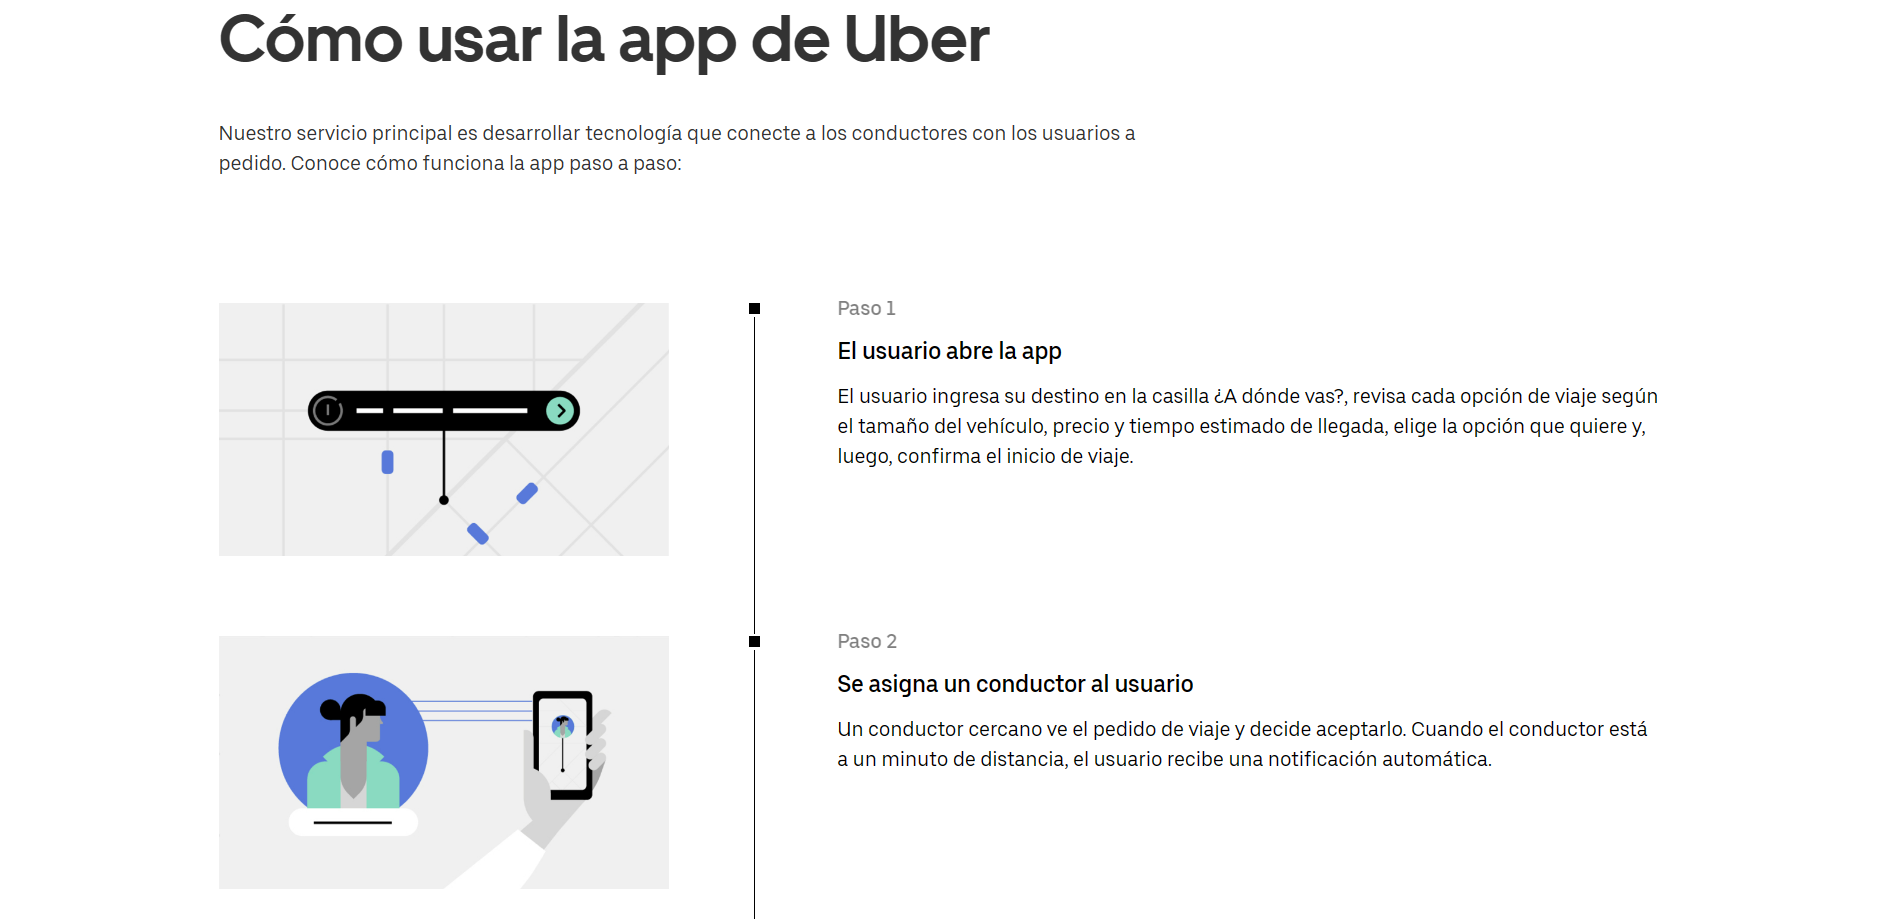 Cómo usar la app de Uber
Nuestro servicio principal es desarrollar tecnología que conecte a los conductores con los usuarios a
pedido. Conoce cómo funciona la app paso a paso:
Paso 1
El usuario abre la app
El usuario ingresa su destino en la casilla ¿A dónde vas?, revisa cada opción de viaje según
el tamaño del vehículo, precio y tiempo estimado de llegada, elige la opción que quiere y,
luego, confirma el inicio de viaje.
Paso 2
Se asigna un conductor al usuario
Un conductor cercano ve el pedido de viaje y decide aceptarlo. Cuando el conductor está
a un minuto de distancia, el usuario recibe una notificación automática.